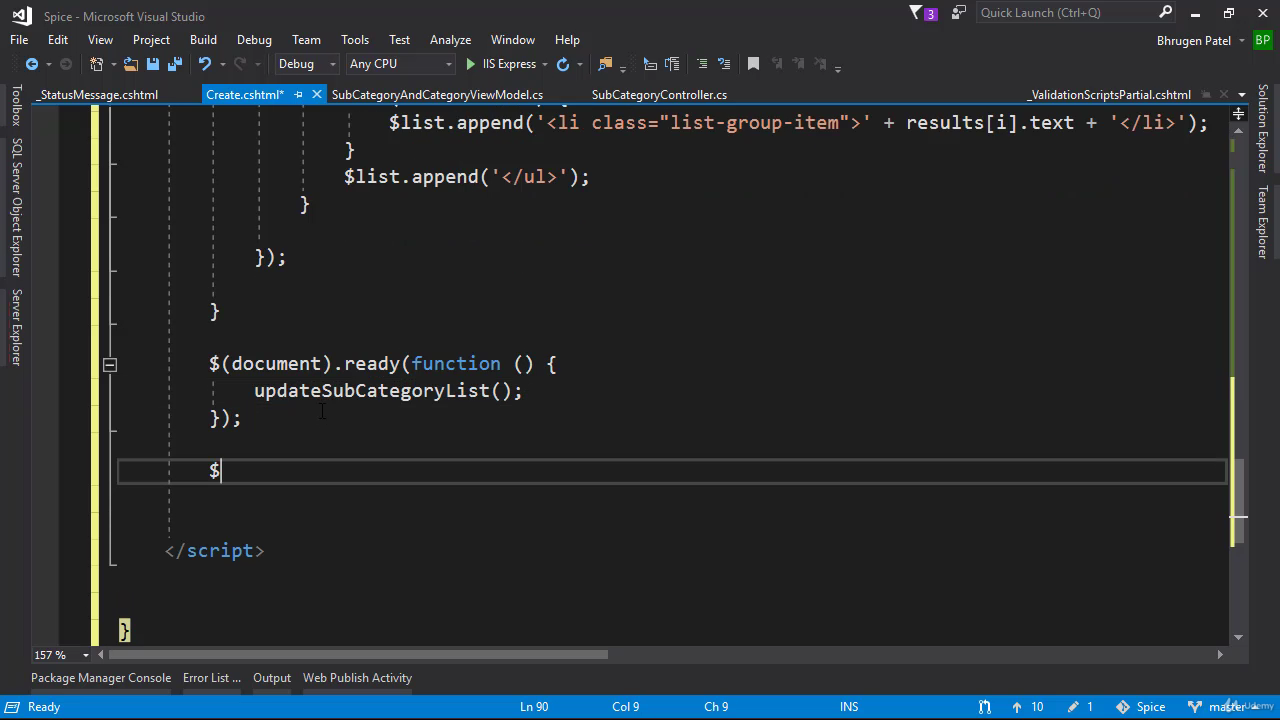 Spice - Microsoft Visual Studio
3
Quick Launch (Ctrl+Q)
File Edit View Project Build Debug Team Tools Test Analyze Window Help
Bhrugen Patel BP
Debug Any CPU IIS Express
_StatusMessage.cshtml Create.cshtml* SubCategoryAndCategoryViewModel.cs SubCategoryController.cs _ValidationScriptsPartial.cshtml
Toolbox
SQL Server Object Explorer
Server Explorer
Solution Explorer
Team Explorer
$list.append('<li class="list-group-item">' + results[i].text + '</li>');
}
$list.append('</ul>');
}
});
}
$(document).ready(function () {
updateSubCategoryList();
});
$
</script>
}
157 %
Package Manager Console Error List ... Output Web Publish Activity
Ready Ln 90 Col 9 Ch 9 INS 10 1 Spice master
Udemy